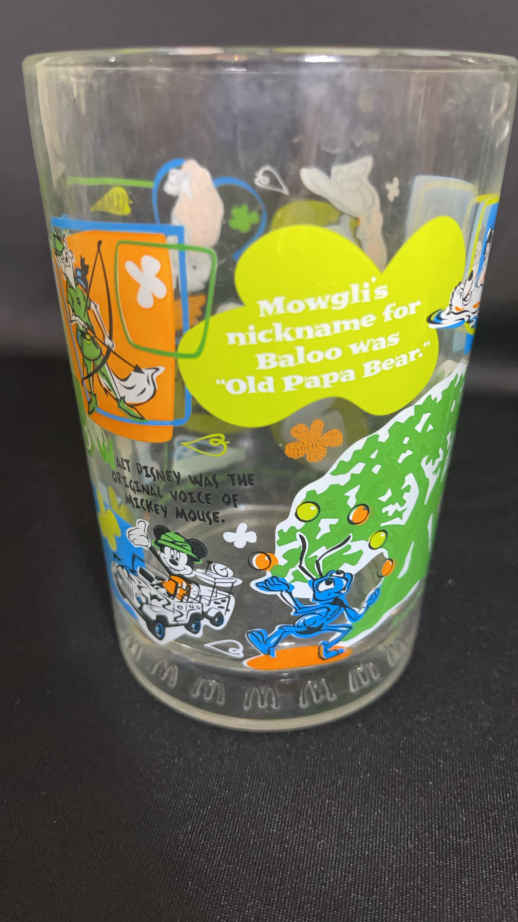 Mowgli's
nickname for
Baloo was
"Old Papa Bear."
ALT DISNEY WAS THE
ORIGINAL VOICE OF
MICKEY MOUSE.